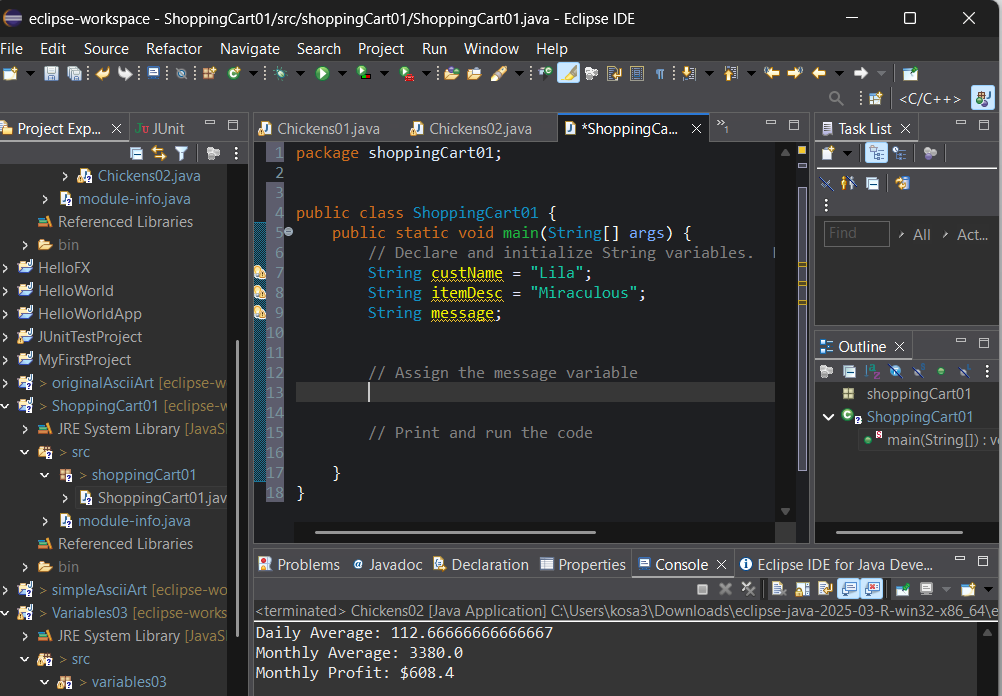 eclipse-workspace - ShoppingCart01/src/shoppingCart01/ShoppingCart01.java - Eclipse IDE
File Edit Source Refactor Navigate Search Project Run Window Help
<C/C++>
Project Exp...
JUnit
Chickens02.java
module-info.java
Referenced Libraries
bin
HelloFX
HelloWorld
HelloWorldApp
JUnitTestProject
MyFirstProject
> originalAsciiArt [eclipse-w
> ShoppingCart01 [eclipse-w
JRE System Library [JavaS
> src
> shoppingCart01
ShoppingCart01.jav
module-info.java
Referenced Libraries
bin
> simpleAsciiArt [eclipse-wo
> Variables03 [eclipse-works
JRE System Library [JavaS
> src
> variables03
Chickens01.java Chickens02.java *ShoppingCa... »1
1 package shoppingCart01;
2
3
4 public class ShoppingCart01 {
5 public static void main(String[] args) {
6 // Declare and initialize String variables.
7 String custName = "Lila";
8 String itemDesc = "Miraculous";
9 String message;
10
11
12 // Assign the message variable
13
14
15 // Print and run the code
16
17 }
18 }
Task List
Find
All
Act...
Outline
shoppingCart01
ShoppingCart01
main(String[]) : v
Problems Javadoc Declaration Properties Console Eclipse IDE for Java Deve...
<terminated> Chickens02 [Java Application] C:\Users\kosa3\Downloads\eclipse-java-2025-03-R-win32-x86_64\e
Daily Average: 112.66666666666667
Monthly Average: 3380.0
Monthly Profit: $608.4